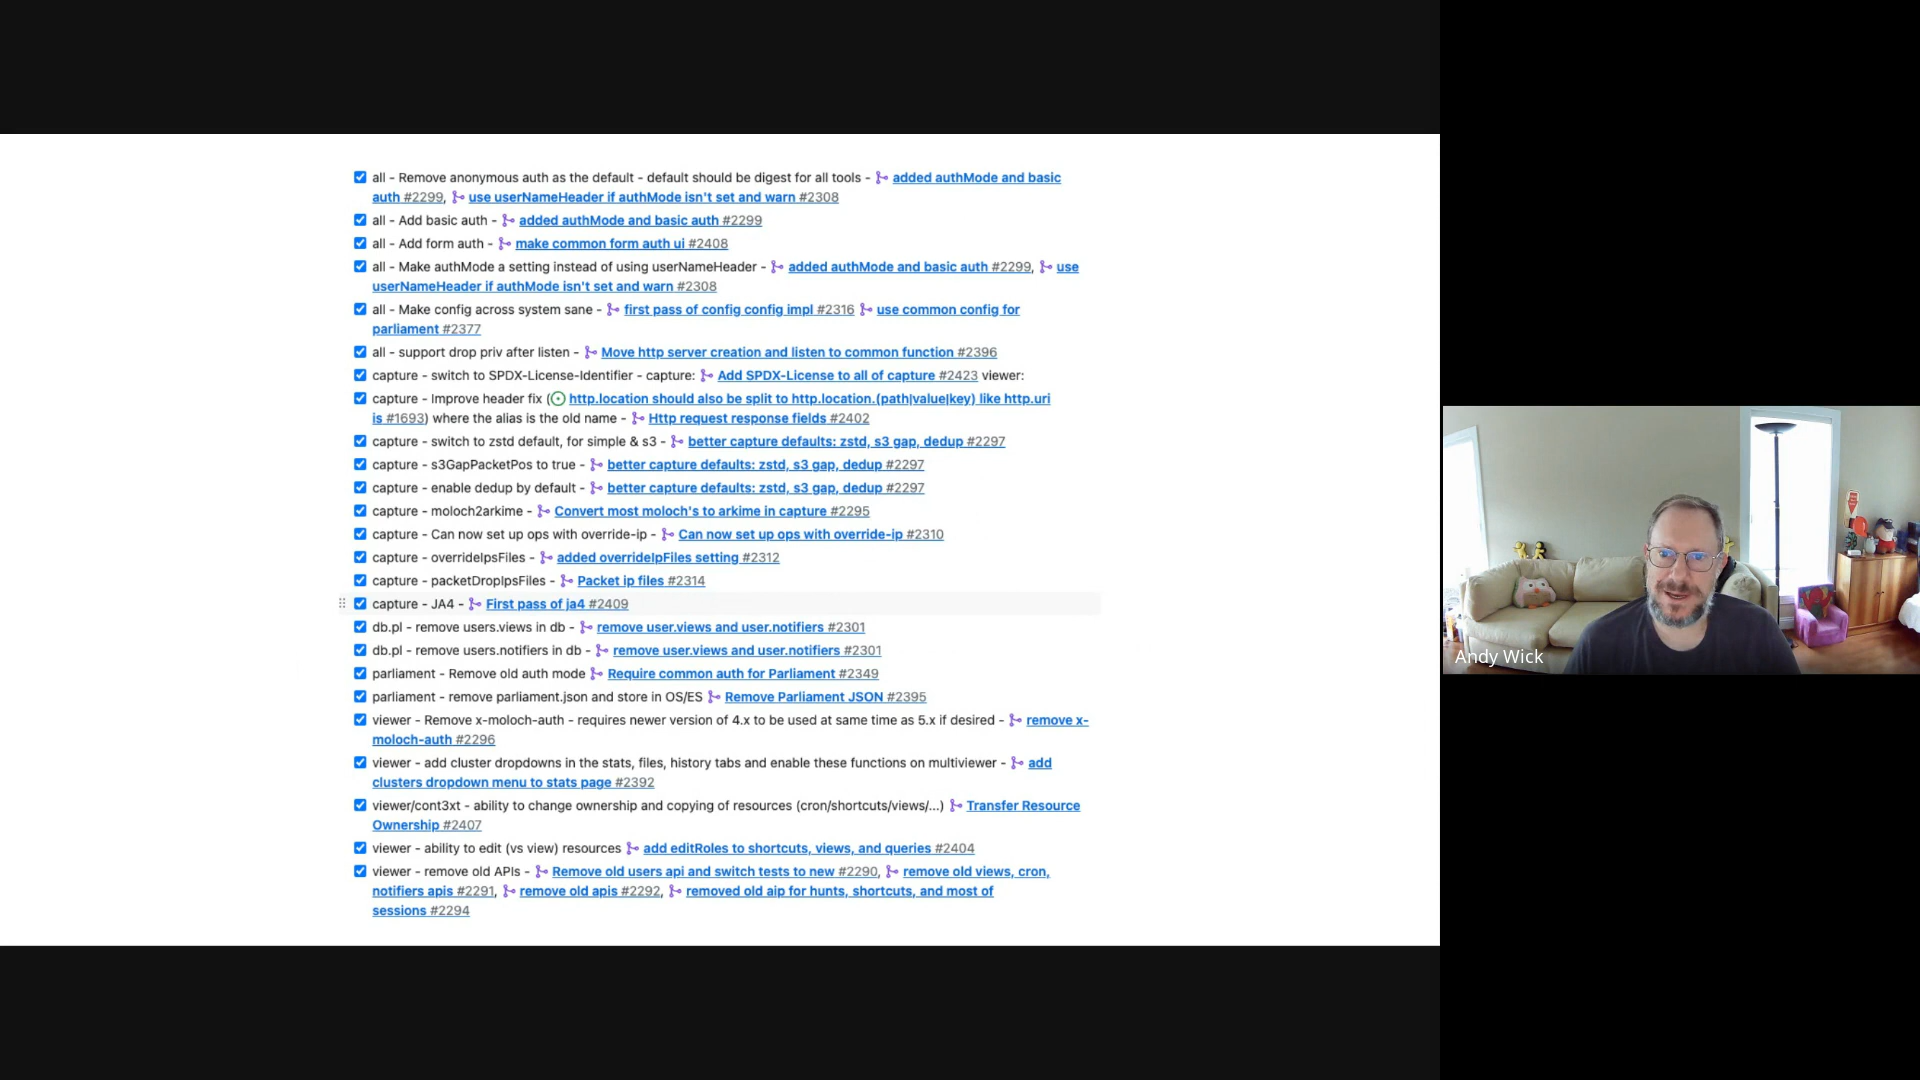 all - Remove anonymous auth as the default - default should be digest for all tools - added authMode and basic
auth #2299, use userNameHeader if authMode isn't set and warn #2308
all - Add basic auth - added authMode and basic auth #2299
all - Add form auth - make common form auth ui #2408
all - Make authMode a setting instead of using userNameHeader - added authMode and basic auth #2299, use
userNameHeader if authMode isn't set and warn #2308
all - Make config across system sane - first pass of config config impl #2316 use common config for
parliament #2377
all - support drop priv after listen - Move http server creation and listen to common function #2396
capture - switch to SPDX-License-Identifier - capture: Add SPDX-License to all of capture #2423 viewer:
capture - Improve header fix (http.location should also be split to http.location.(path|value|key) like http.uri
is #1693) where the alias is the old name - Http request response fields #2402
capture - switch to zstd default, for simple & s3 - better capture defaults: zstd, s3 gap, dedup #2297
capture - s3GapPacketPos to true - better capture defaults: zstd, s3 gap, dedup #2297
capture - enable dedup by default - better capture defaults: zstd, s3 gap, dedup #2297
capture - moloch2arkime - Convert most moloch's to arkime in capture #2295
capture - Can now set up ops with override-ip - Can now set up ops with override-ip #2310
capture - overrideIpsFiles - added overrideIpFiles setting #2312
capture - packetDropIpsFiles - Packet ip files #2314
capture - JA4 - First pass of ja4 #2409
db.pl - remove users.views in db - remove user.views and user.notifiers #2301
db.pl - remove users.notifiers in db - remove user.views and user.notifiers #2301
parliament - Remove old auth mode Require common auth for Parliament #2349
parliament - remove parliament.json and store in OS/ES Remove Parliament JSON #2395
viewer - Remove x-moloch-auth - requires newer version of 4.x to be used at same time as 5.x if desired - remove x-
moloch-auth #2296
viewer - add cluster dropdowns in the stats, files, history tabs and enable these functions on multiviewer - add
clusters dropdown menu to stats page #2392
viewer/cont3xt - ability to change ownership and copying of resources (cron/shortcuts/views/...) Transfer Resource
Ownership #2407
viewer - ability to edit (vs view) resources add editRoles to shortcuts, views, and queries #2404
viewer - remove old APIs - Remove old users api and switch tests to new #2290, remove old views, cron,
notifiers apis #2291, remove old apis #2292, removed old aip for hunts, shortcuts, and most of
sessions #2294
Andy Wick